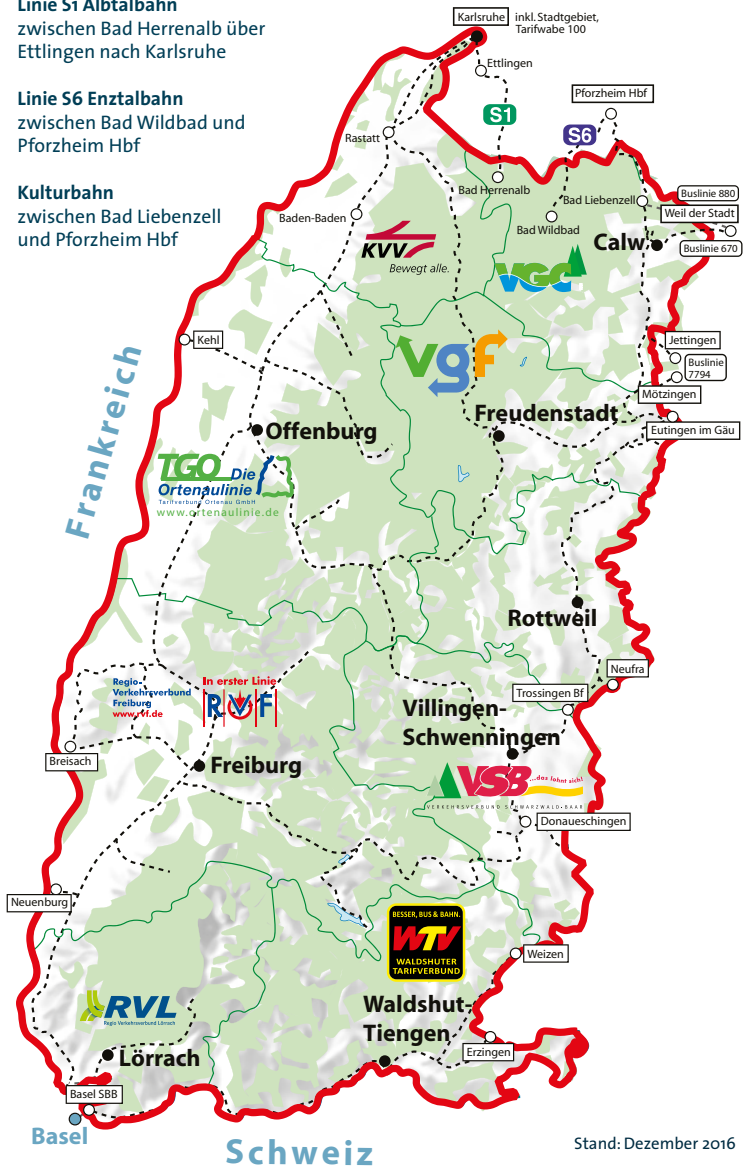 Linie S1 Albtalbahn
zwischen Bad Herrenalb über
Ettlingen nach Karlsruhe
Linie S6 Enztalbahn
zwischen Bad Wildbad und
Pforzheim Hbf
Kulturbahn
zwischen Bad Liebenzell
und Pforzheim Hbf
Karlsruhe
inkl. Stadtgebiet,
Tarifwabe 100
Ettlingen
Pforzheim Hbf
S1
S6
Rastatt
Bad Herrenalb
Bad Liebenzell
Buslinie 880
Weil der Stadt
Baden-Baden
Bad Wildbad
Calw
Buslinie 670
KVV
Bewegt alle.
VGC
Kehl
Jettingen
Buslinie
7794
vgf
Mötzingen
Frankreich
Freudenstadt
Eutingen im Gäu
Offenburg
TGO Die
Ortenaulinie
Tarifverbund Ortenau GmbH
www.ortenaulinie.de
Rottweil
Neufra
Regio-
Verkehrsverbund
Freiburg
www.rvf.de
In erster Linie
RVF
Trossingen Bf
Villingen-
Schwenningen
Breisach
Freiburg
VSB ...das lohnt sich!
VERKEHRSVERBUND SCHWARZWALD-BAAR
Donaueschingen
Neuenburg
BESSER, BUS & BAHN.
WTV
WALDSHUTER
TARIFVERBUND
Weizen
RVL
Regio Verkehrsverbund Lörrach
Waldshut-
Tiengen
Erzingen
Lörrach
Basel SBB
Basel
Schweiz
Stand: Dezember 2016